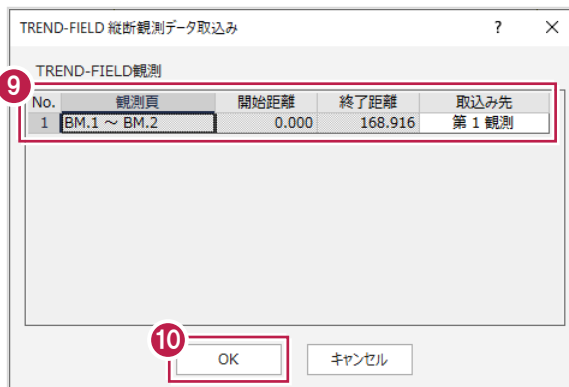 TREND-FIELD 縦断観測データ取込み ? ×
TREND-FIELD観測
9
No. 観測頁 開始距離 終了距離 取込み先
1 BM.1 ～ BM.2 0.000 168.916 第 1 観測
10
OK キャンセル